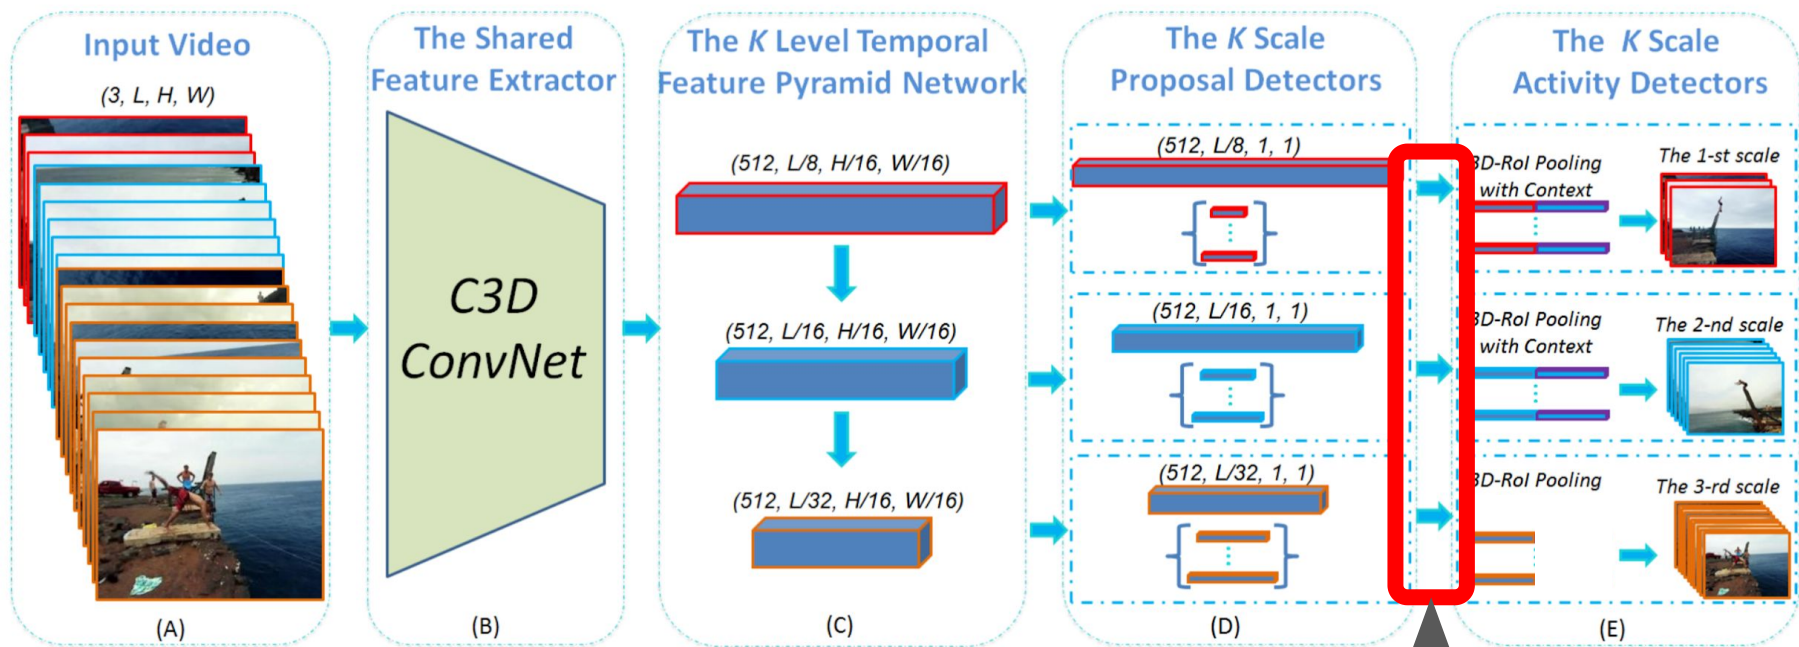 Input Video
(3, L, H, W)
(A)
The Shared
Feature Extractor
C3D
ConvNet
(B)
The K Level Temporal
Feature Pyramid Network
(512, L/8, H/16, W/16)
(512, L/16, H/16, W/16)
(512, L/32, H/16, W/16)
(C)
The K Scale
Proposal Detectors
(512, L/8, 1, 1)
(512, L/16, 1, 1)
(512, L/32, 1, 1)
(D)
The K Scale
Activity Detectors
3D-RoI Pooling
with Context
The 1-st scale
3D-RoI Pooling
with Context
The 2-nd scale
3D-RoI Pooling
The 3-rd scale
(E)